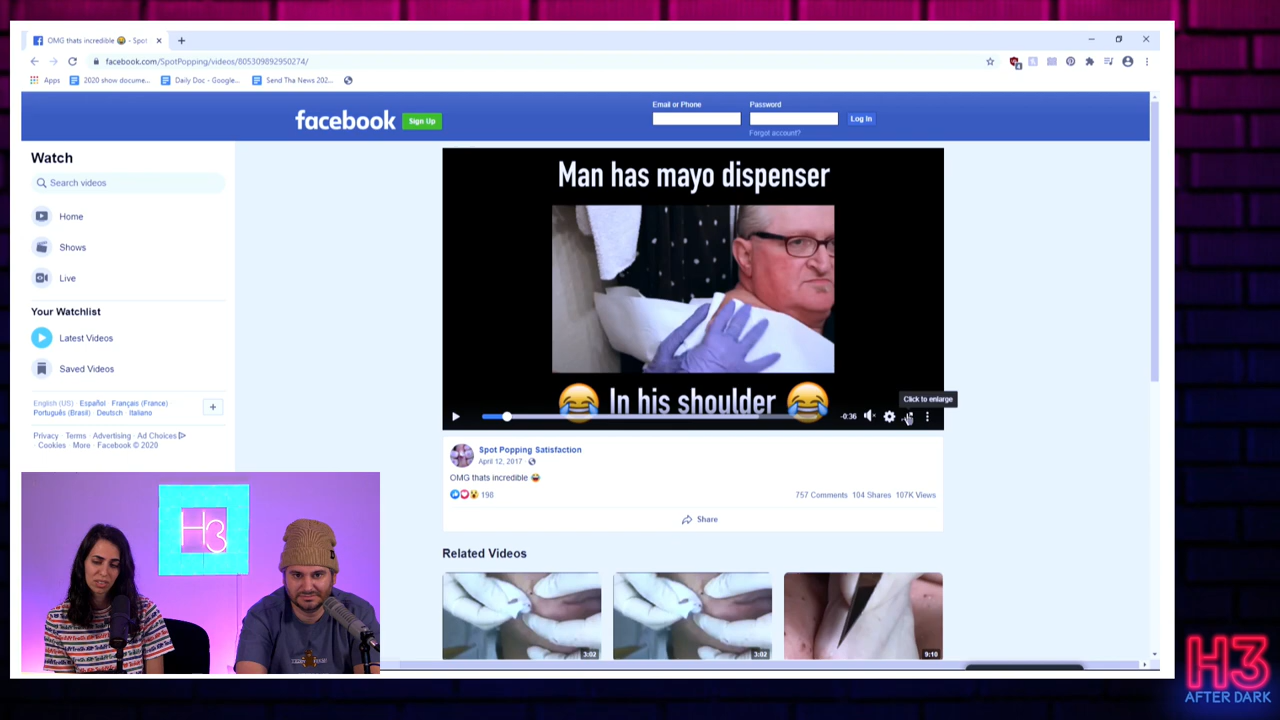 OMG thats incredible 😂 - Spot
facebook.com/SpotPopping/videos/805309892950274/
Apps
2020 show docume...
Daily Doc - Google...
Send Tha News 202...
facebook
Sign Up
Email or Phone
Password
Log In
Forgot account?
Watch
Search videos
Home
Shows
Live
Your Watchlist
Latest Videos
Saved Videos
English (US) · Español · Français (France) ·
Português (Brasil) · Deutsch · Italiano
Privacy · Terms · Advertising · Ad Choices
Cookies · More · Facebook © 2020
Man has mayo dispenser
😂 In his shoulder 😂
Click to enlarge
-0:36
Spot Popping Satisfaction
April 12, 2017 ·
OMG thats incredible 😂
198
757 Comments 104 Shares 107K Views
Share
Related Videos
3:02
3:02
9:10
H3
H3
AFTER DARK